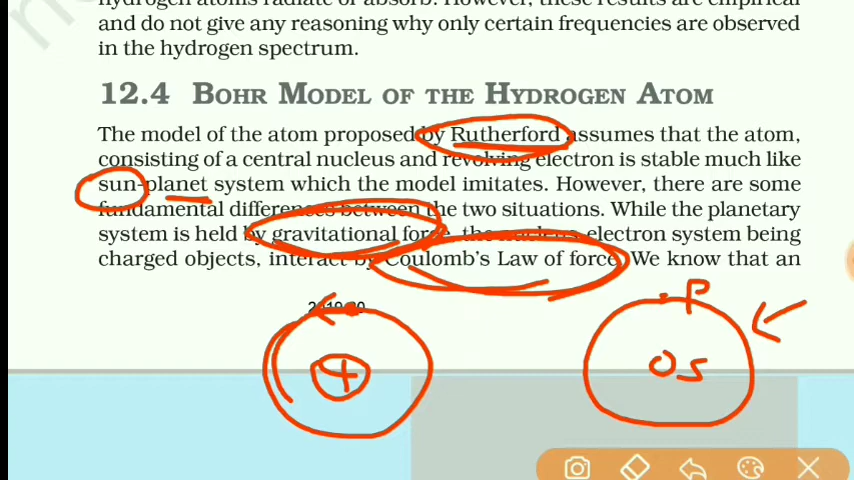 hydrogen atoms radiate or absorb. However, these results are empirical
and do not give any reasoning why only certain frequencies are observed
in the hydrogen spectrum.
12.4 BOHR MODEL OF THE HYDROGEN ATOM
The model of the atom proposed by Rutherford assumes that the atom,
consisting of a central nucleus and revolving electron is stable much like
sun-planet system which the model imitates. However, there are some
fundamental differences between the two situations. While the planetary
system is held by gravitational force, the nucleus-electron system being
charged objects, interact by Coulomb's Law of force. We know that an
2019-20
P
+
S